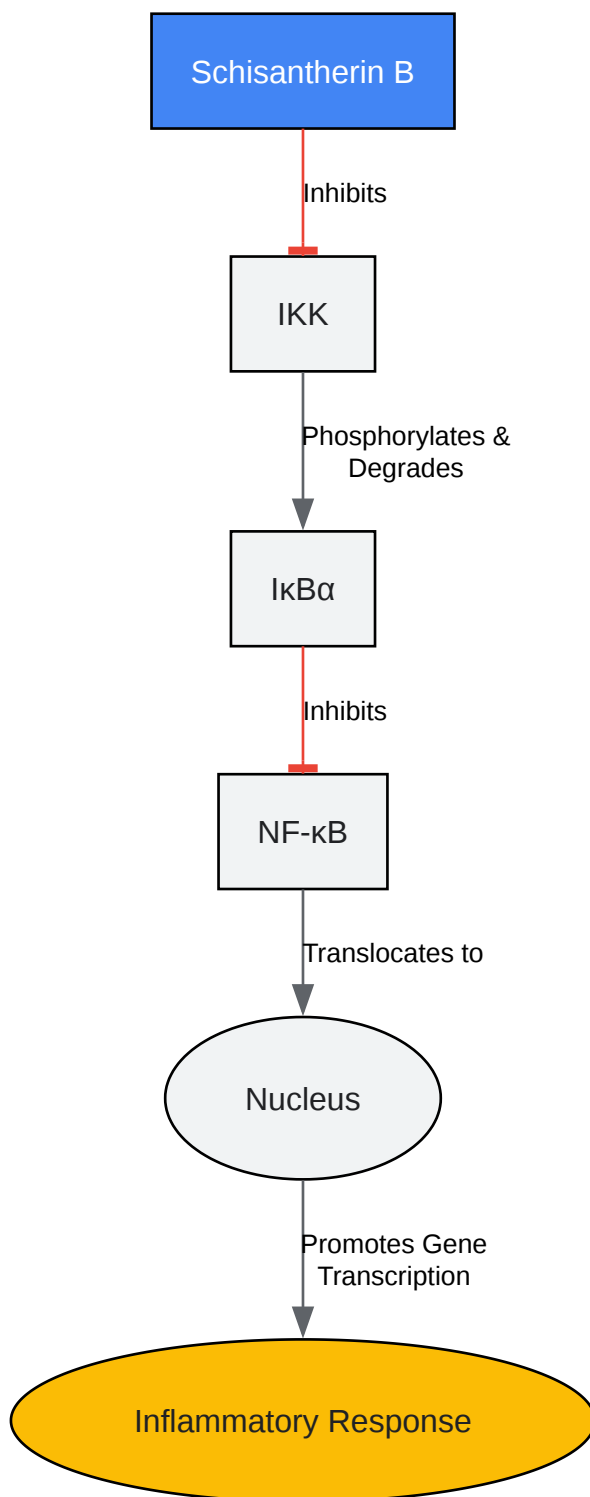 Schisantherin B
Inhibits
IKK
Phosphorylates &
Degrades
IκBα
Inhibits
NF-κB
Translocates to
Nucleus
Promotes Gene
Transcription
Inflammatory Response